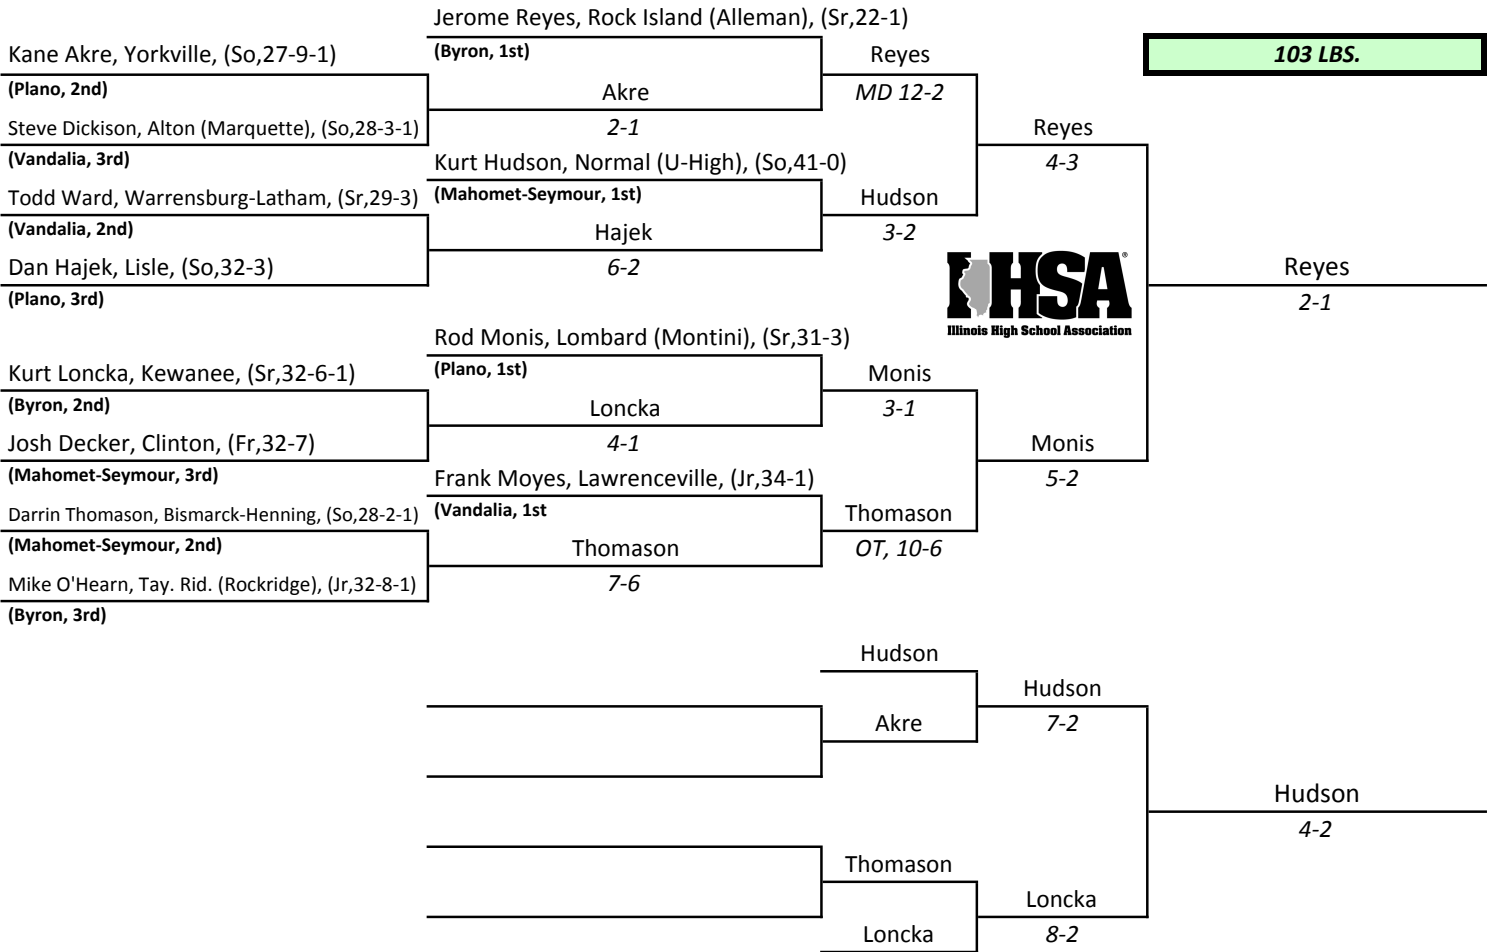 Jerome Reyes, Rock Island (Alleman), (Sr,22-1)
Kane Akre, Yorkville, (So,27-9-1)
(Byron, 1st)
Reyes
103 LBS.
(Plano, 2nd)
Akre
MD 12-2
Steve Dickison, Alton (Marquette), (So,28-3-1)
2-1
Reyes
(Vandalia, 3rd)
Kurt Hudson, Normal (U-High), (So,41-0)
4-3
Todd Ward, Warrensburg-Latham, (Sr,29-3)
(Mahomet-Seymour, 1st)
Hudson
(Vandalia, 2nd)
Hajek
3-2
Dan Hajek, Lisle, (So,32-3)
6-2
IHSA®
Illinois High School Association
Reyes
(Plano, 3rd)
2-1
Rod Monis, Lombard (Montini), (Sr,31-3)
Kurt Loncka, Kewanee, (Sr,32-6-1)
(Plano, 1st)
Monis
(Byron, 2nd)
Loncka
3-1
Josh Decker, Clinton, (Fr,32-7)
4-1
Monis
(Mahomet-Seymour, 3rd)
Frank Moyes, Lawrenceville, (Jr,34-1)
5-2
Darrin Thomason, Bismarck-Henning, (So,28-2-1)
(Vandalia, 1st
Thomason
(Mahomet-Seymour, 2nd)
Thomason
OT, 10-6
Mike O'Hearn, Tay. Rid. (Rockridge), (Jr,32-8-1)
7-6
(Byron, 3rd)
Hudson
Hudson
Akre
7-2
Hudson
4-2
Thomason
Loncka
Loncka
8-2